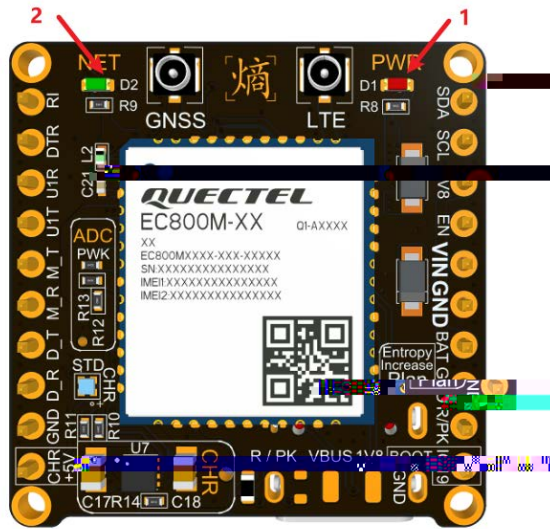 2
1
NET
PWR
D2
D1
熵
R9
R8
GNSS
LTE
RI
DTR
U1R
U1T
M_T
M_R
D_T
D_R
GND
CHR
+5V
SDA
SCL
V8
EN
VIN
GND
BAT
L2
C21
QUECTEL
EC800M-XX
Q1-AXXXX
XX
EC800MXXXX-XXX-XXXXX
SN:XXXXXXXXXXXXXXX
IMEI1:XXXXXXXXXXXXXXX
IMEI2:XXXXXXXXXXXXXXX
ADC
PWK
R13
R12
STD
CHR
R11
R10
Entropy
Increase
Plan
R/PK
U7
CHR
R / PK
VBUS
1V8
BOOT
GND
C17
R14
C18